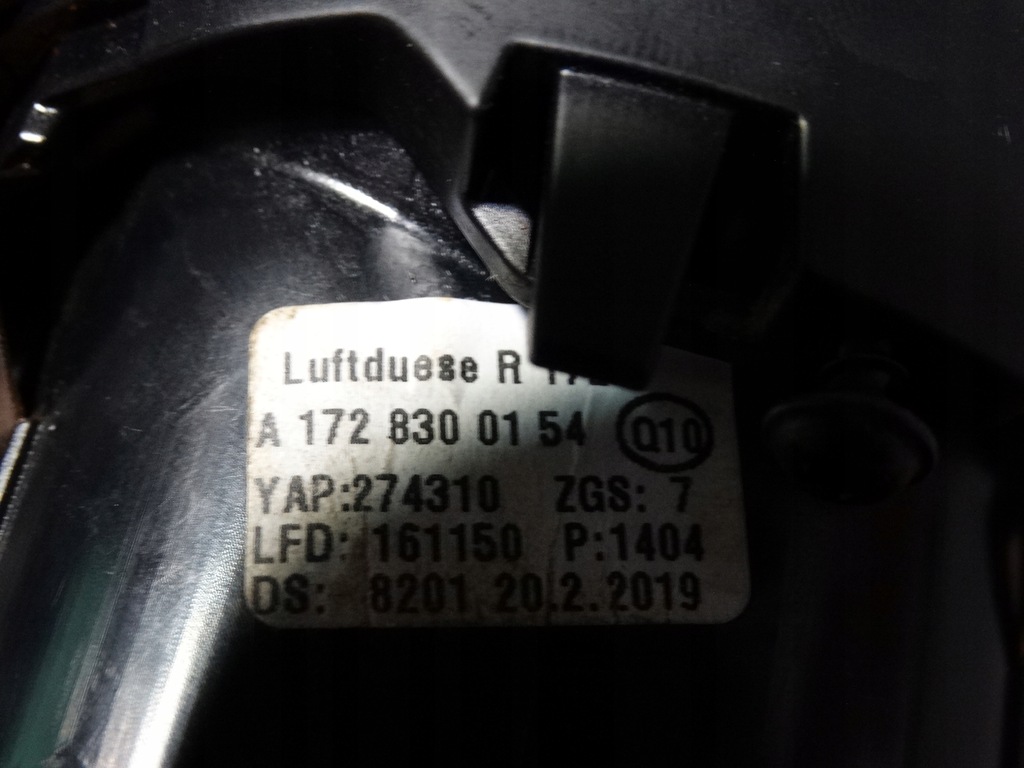 Luftduese R
A 172 830 01 54 Q10
YAP:274310 ZGS: 7
LFD: 161150 P:1404
DS: 8201 20.2.2019